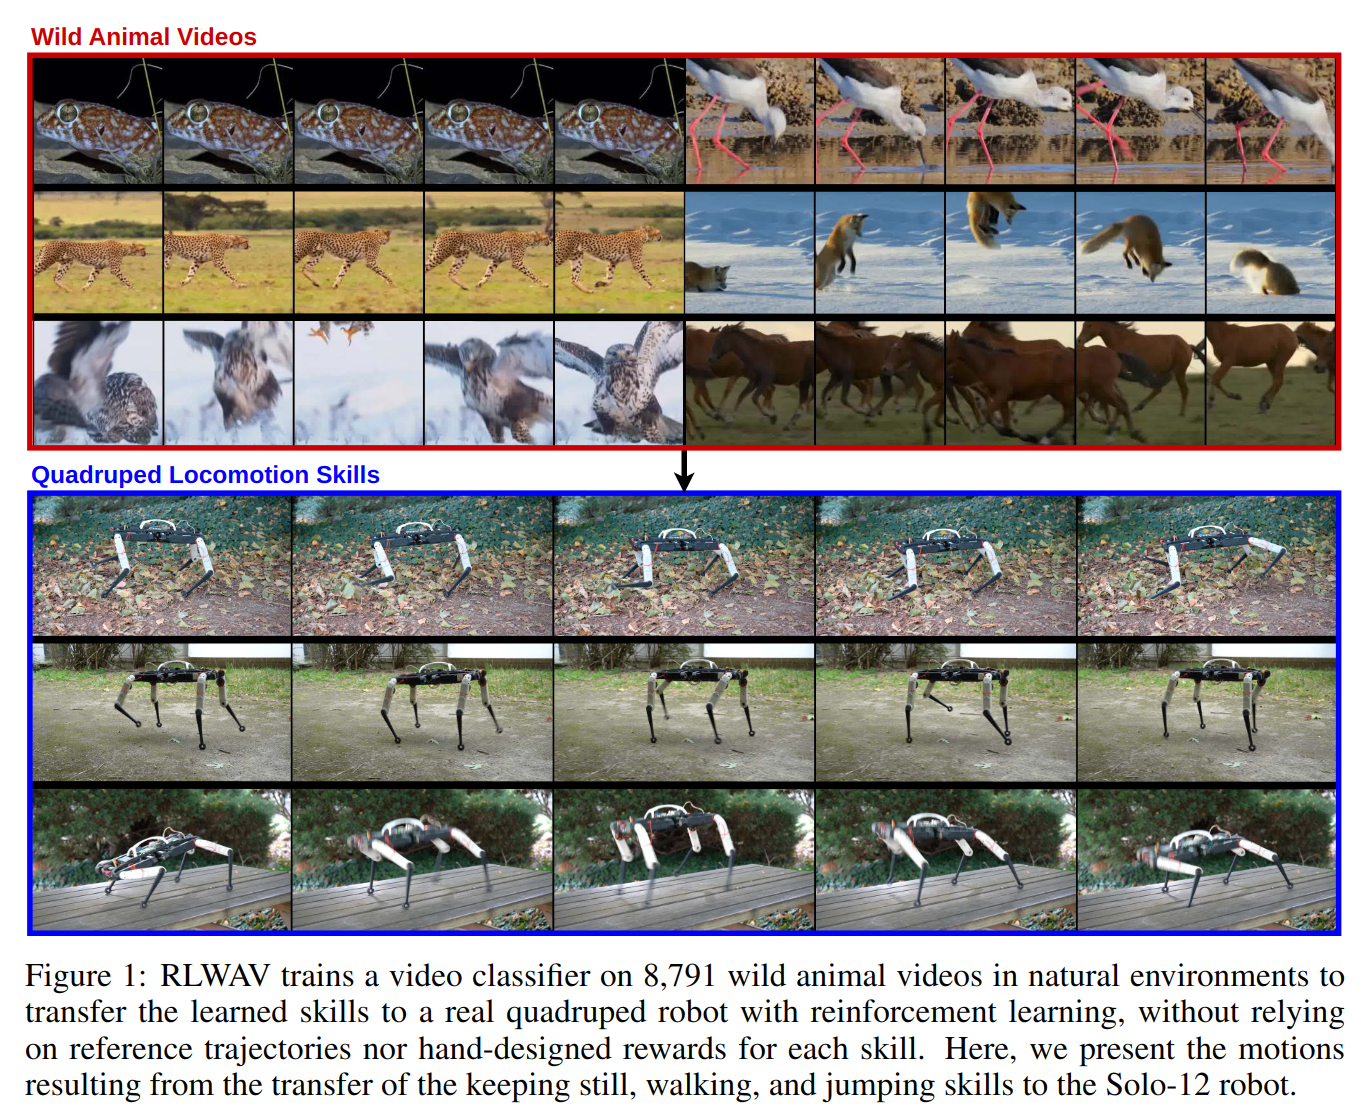 Wild Animal Videos
Quadruped Locomotion Skills
Figure 1: RLWAV trains a video classifier on 8,791 wild animal videos in natural environments to
transfer the learned skills to a real quadruped robot with reinforcement learning, without relying
on reference trajectories nor hand-designed rewards for each skill. Here, we present the motions
resulting from the transfer of the keeping still, walking, and jumping skills to the Solo-12 robot.